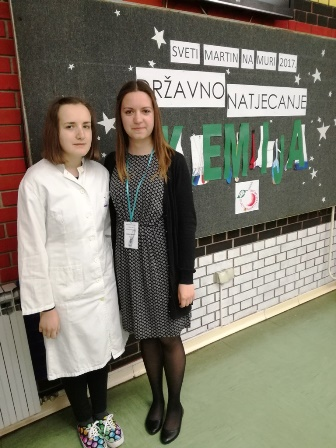 SVETI MARTIN NA MURI 2017.
DRŽAVNO
NATJECANJE
KEMIJA